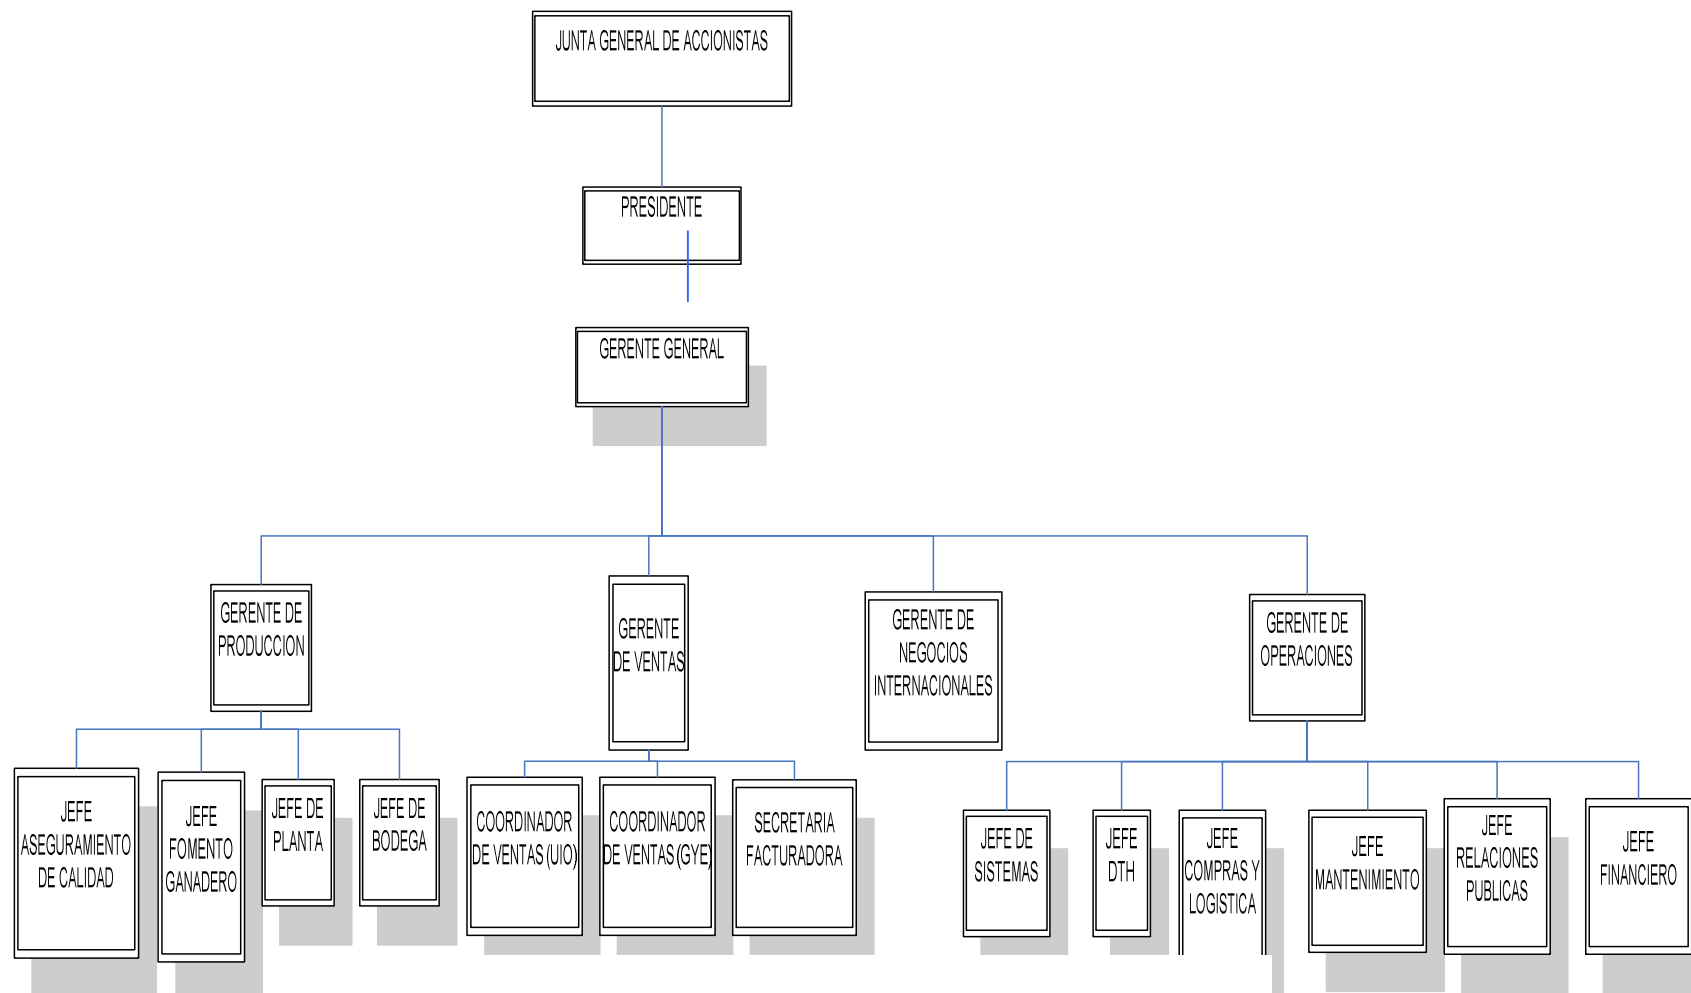 JUNTA GENERAL DE ACCIONISTAS
PRESIDENTE
GERENTE GENERAL
GERENTE DE
PRODUCCION
GERENTE
DE VENTAS
GERENTE DE
NEGOCIOS
INTERNACIONALES
GERENTE DE
OPERACIONES
JEFE
ASEGURAMIENTO
DE CALIDAD
JEFE
FOMENTO
GANADERO
JEFE DE
PLANTA
JEFE DE
BODEGA
COORDINADOR
DE VENTAS (UIO)
COORDINADOR
DE VENTAS (GYE)
SECRETARIA
FACTURADORA
JEFE DE
SISTEMAS
JEFE
DTH
JEFE
COMPRAS Y
LOGISTICA
JEFE
MANTENIMIENTO
JEFE
RELACIONES
PUBLICAS
JEFE
FINANCIERO